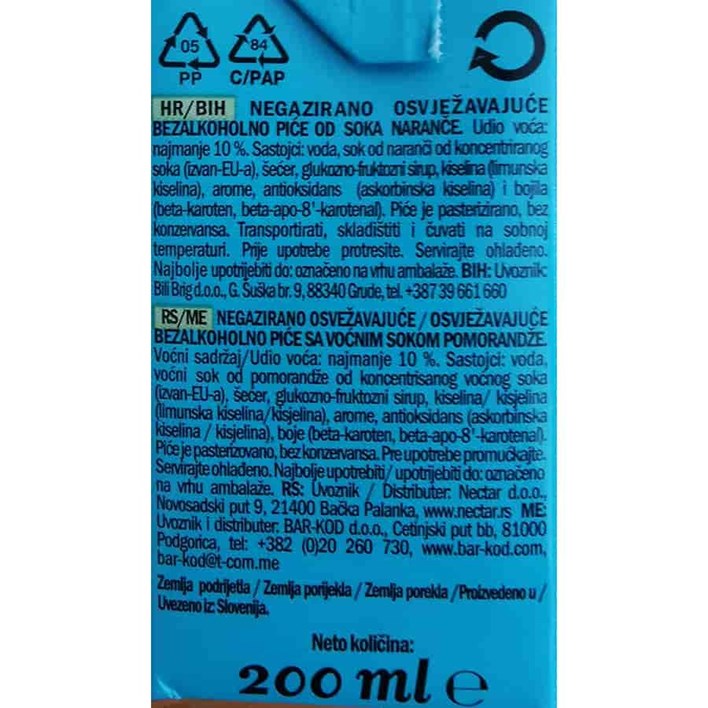 05 84
PP C/PAP
HR/BIH NEGAZIRANO OSVJEŽAVAJUĆE
BEZALKOHOLNO PIĆE OD SOKA NARANČE. Udio voća:
najmanje 10 %. Sastojci: voda, sok od naranči od koncentriranog
soka (izvan-EU-a), šećer, glukozno-fruktozni sirup, kiselina (limunska
kiselina), arome, antioksidans (askorbinska kiselina) i bojila
(beta-karoten, beta-apo-8'-karotenal). Piće je pasterizirano, bez
konzervansa. Transportirati, skladištiti i čuvati na sobnoj
temperaturi. Prije upotrebe protresite. Servirajte ohlađeno.
Najbolje upotrijebiti do: označeno na vrhu ambalaže. BIH: Uvoznik:
Bili Brig d.o.o., G. Šuška br. 9, 88340 Grude, tel. +387 39 661 660
RS/ME NEGAZIRANO OSVEŽAVAJUĆE / OSVJEŽAVAJUĆE
BEZALKOHOLNO PIĆE SA VOĆNIM SOKOM POMORANDŽE.
Voćni sadržaj/Udio voća: najmanje 10 %. Sastojci: voda,
voćni sok od pomorandže od koncentrisanog voćnog soka
(izvan-EU-a), šećer, glukozno-fruktozni sirup, kiselina/ kisjelina
(limunska kiselina/kisjelina), arome, antioksidans (askorbinska
kiselina / kisjelina), boje (beta-karoten, beta-apo-8'-karotenal).
Piće je pasterizovano, bez konzervansa. Pre upotrebe promućkajte.
Servirajte ohlađeno. Najbolje upotrebiti/ upotrijebiti do: označeno
na vrhu ambalaže. RS: Uvoznik / Distributer: Nectar d.o.o.,
Novosadski put 9, 21400 Bačka Palanka, www.nectar.rs ME:
Uvoznik i distributer: BAR-KOD d.o.o., Cetinjski put bb, 81000
Podgorica, tel: +382 (0)20 260 730, www.bar-kod.com,
bar-kod@t-com.me
Zemlja podrijetla / Zemlja porijekla / Zemlja porekla /Proizvedeno u /
Uvezeno iz: Slovenija.
Neto količina:
200 ml e